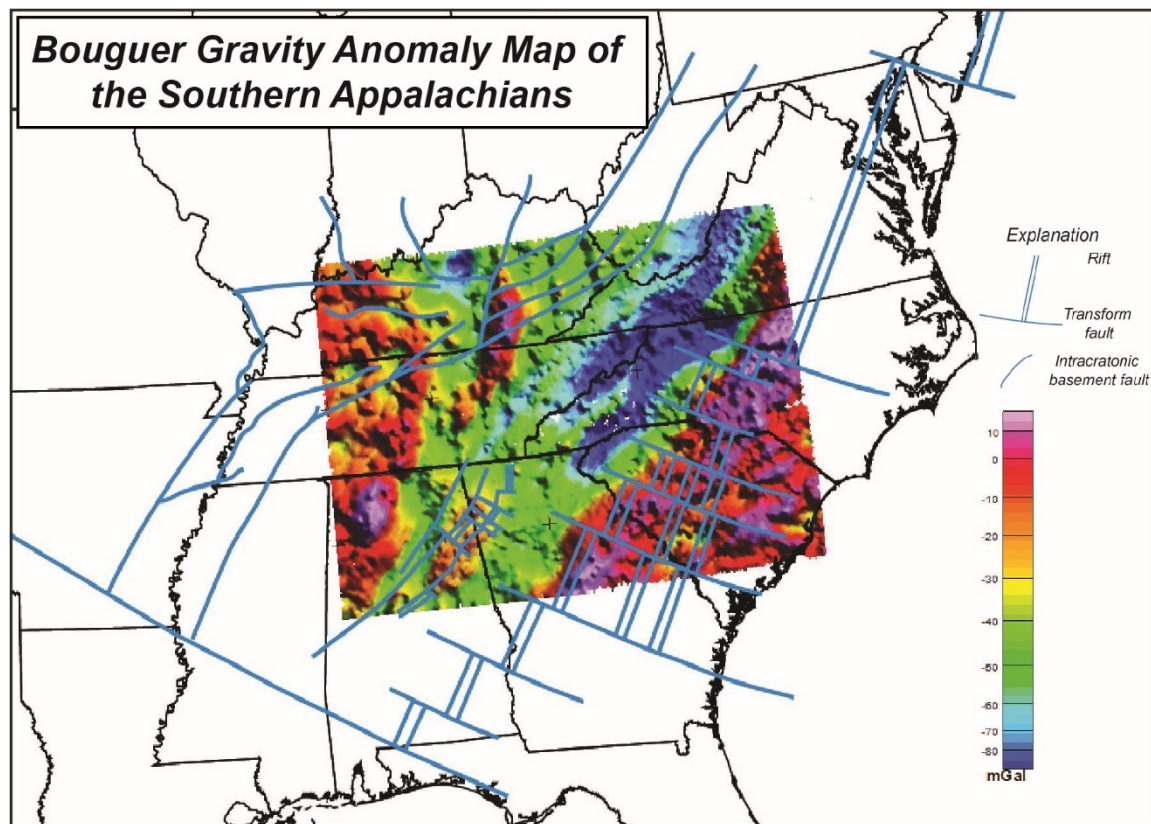 Bouguer Gravity Anomaly Map of
the Southern Appalachians
Explanation
Rift
Transform
fault
Intracratonic
basement fault
10
0
-10
-20
-30
-40
-50
-60
-70
-80
mGal